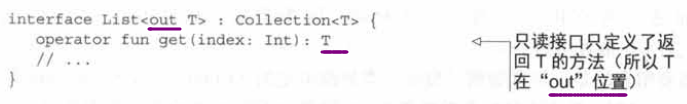 interface List<out T> : Collection<T> {
operator fun get(index: Int): T
// ...
}
只读接口只定义了返
回 T 的方法（所以 T
在“out”位置）